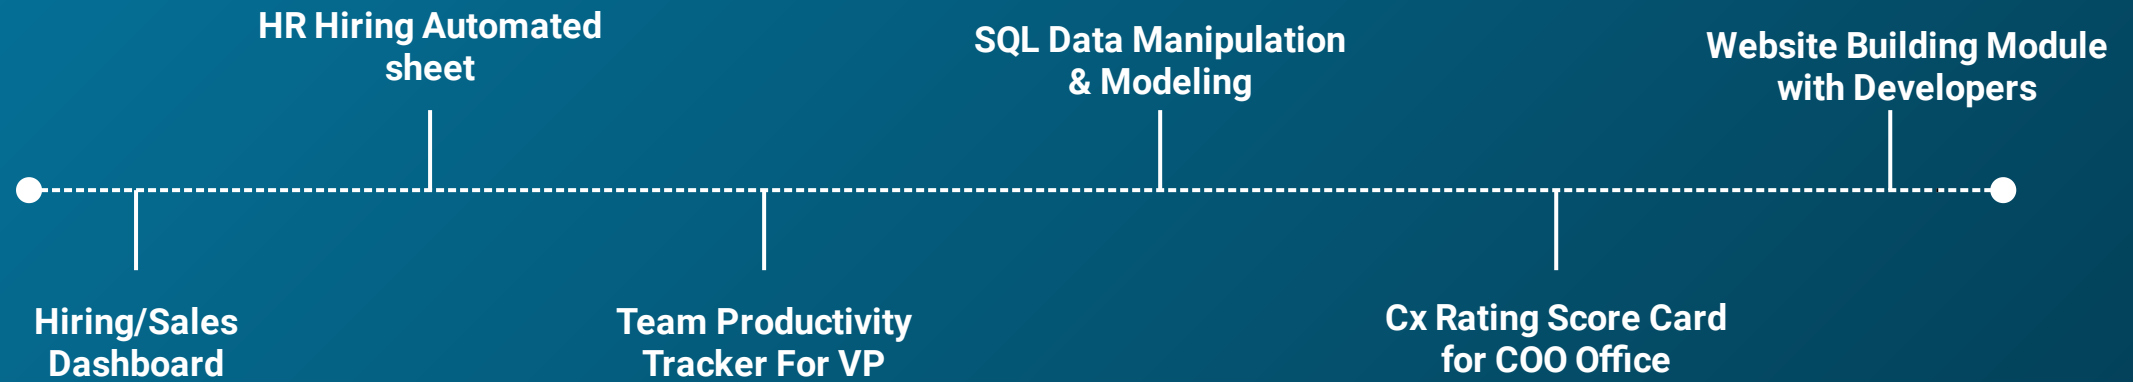 HR Hiring Automated
sheet
SQL Data Manipulation
& Modeling
Website Building Module
with Developers
Hiring/Sales
Dashboard
Team Productivity
Tracker For VP
Cx Rating Score Card
for COO Office